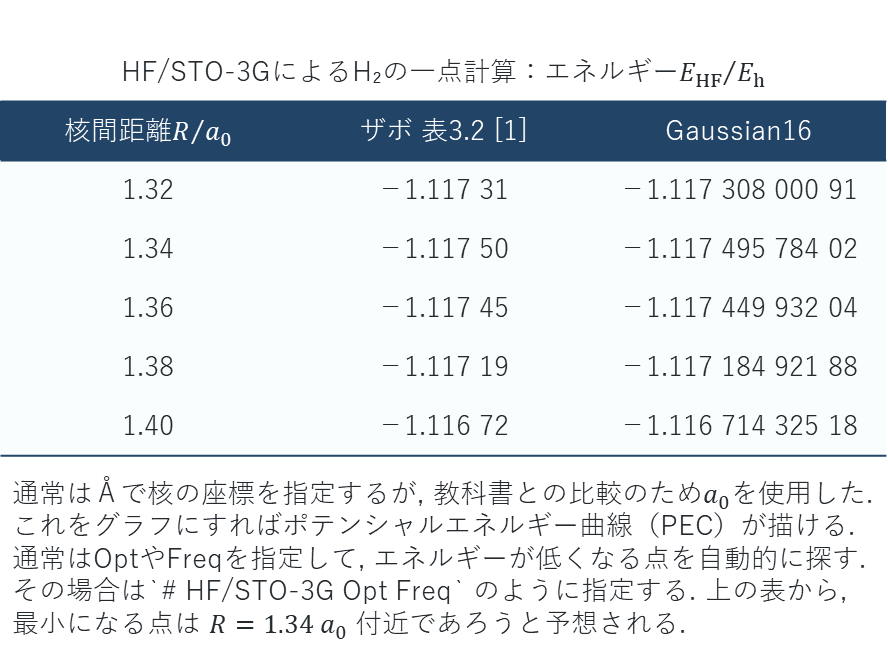 HF/STO-3GによるH₂の一点計算：エネルギーE_HF/E_h
核間距離R/a₀ ザボ 表3.2 [1] Gaussian16
1.32 −1.117 31 −1.117 308 000 91
1.34 −1.117 50 −1.117 495 784 02
1.36 −1.117 45 −1.117 449 932 04
1.38 −1.117 19 −1.117 184 921 88
1.40 −1.116 72 −1.116 714 325 18
通常はÅで核の座標を指定するが, 教科書との比較のためa₀を使用した.
これをグラフにすればポテンシャルエネルギー曲線（PEC）が描ける.
通常はOptやFreqを指定して, エネルギーが低くなる点を自動的に探す.
その場合は`# HF/STO-3G Opt Freq` のように指定する. 上の表から,
最小になる点は R = 1.34 a₀ 付近であろうと予想される.